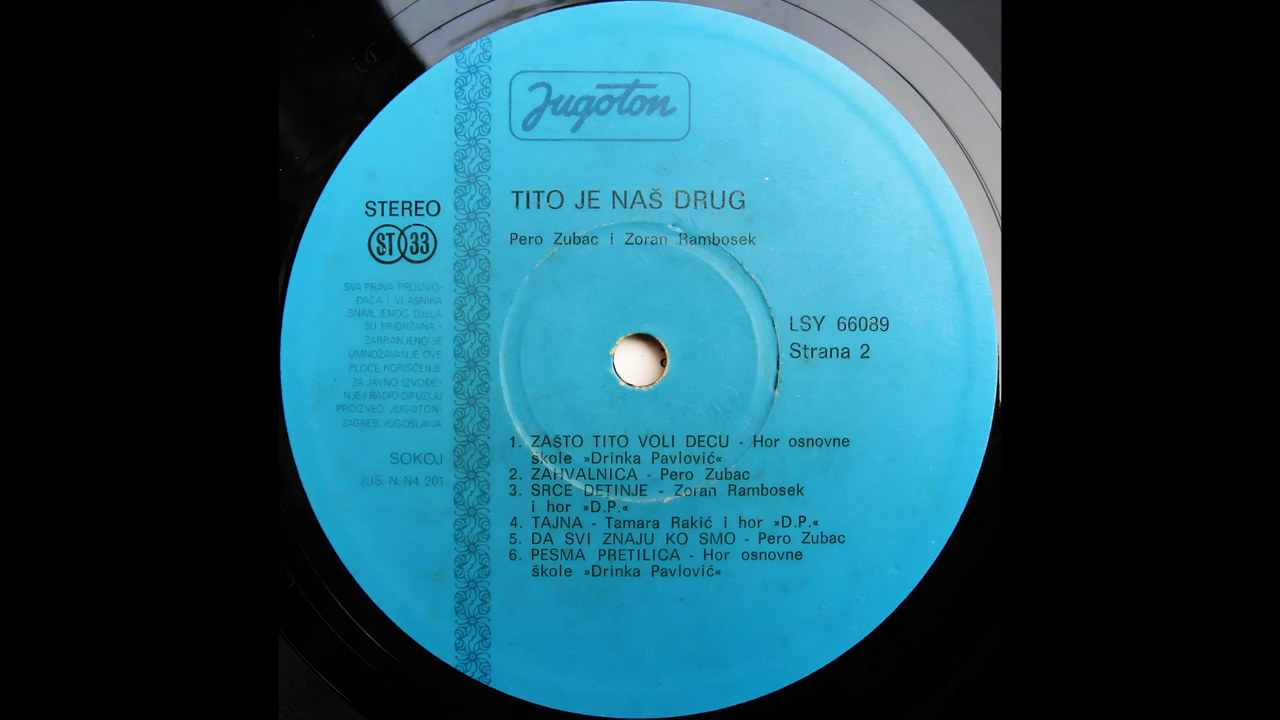 Jugoton
TITO JE NAŠ DRUG
Pero Zubac i Zoran Rambosek
STEREO
ST 33
SVA PRAVA PROIZVO-
ĐAČA I VLASNIKA
SNIMLJENOG DJELA
SU PRIDRŽANA -
ZABRANJENO JE
UMNOŽAVANJE OVE
PLOČE, KORIŠĆENJE
ZA JAVNO IZVOĐE-
NJE I RADIO-DIFUZIJU
PROIZVEO JUGOTON-
ZAGREB, YUGOSLAVIA
SOKOJ
JUS. N. N4 201
LSY 66089
Strana 2
1. ZAŠTO TITO VOLI DECU - Hor osnovne
škole »Drinka Pavlović«
2. ZAHVALNICA - Pero Zubac
3. SRCE DETINJE - Zoran Rambosek
i hor »D.P.«
4. TAJNA - Tamara Rakić i hor »D.P.«
5. DA SVI ZNAJU KO SMO - Pero Zubac
6. PESMA PRETILICA - Hor osnovne
škole »Drinka Pavlović«